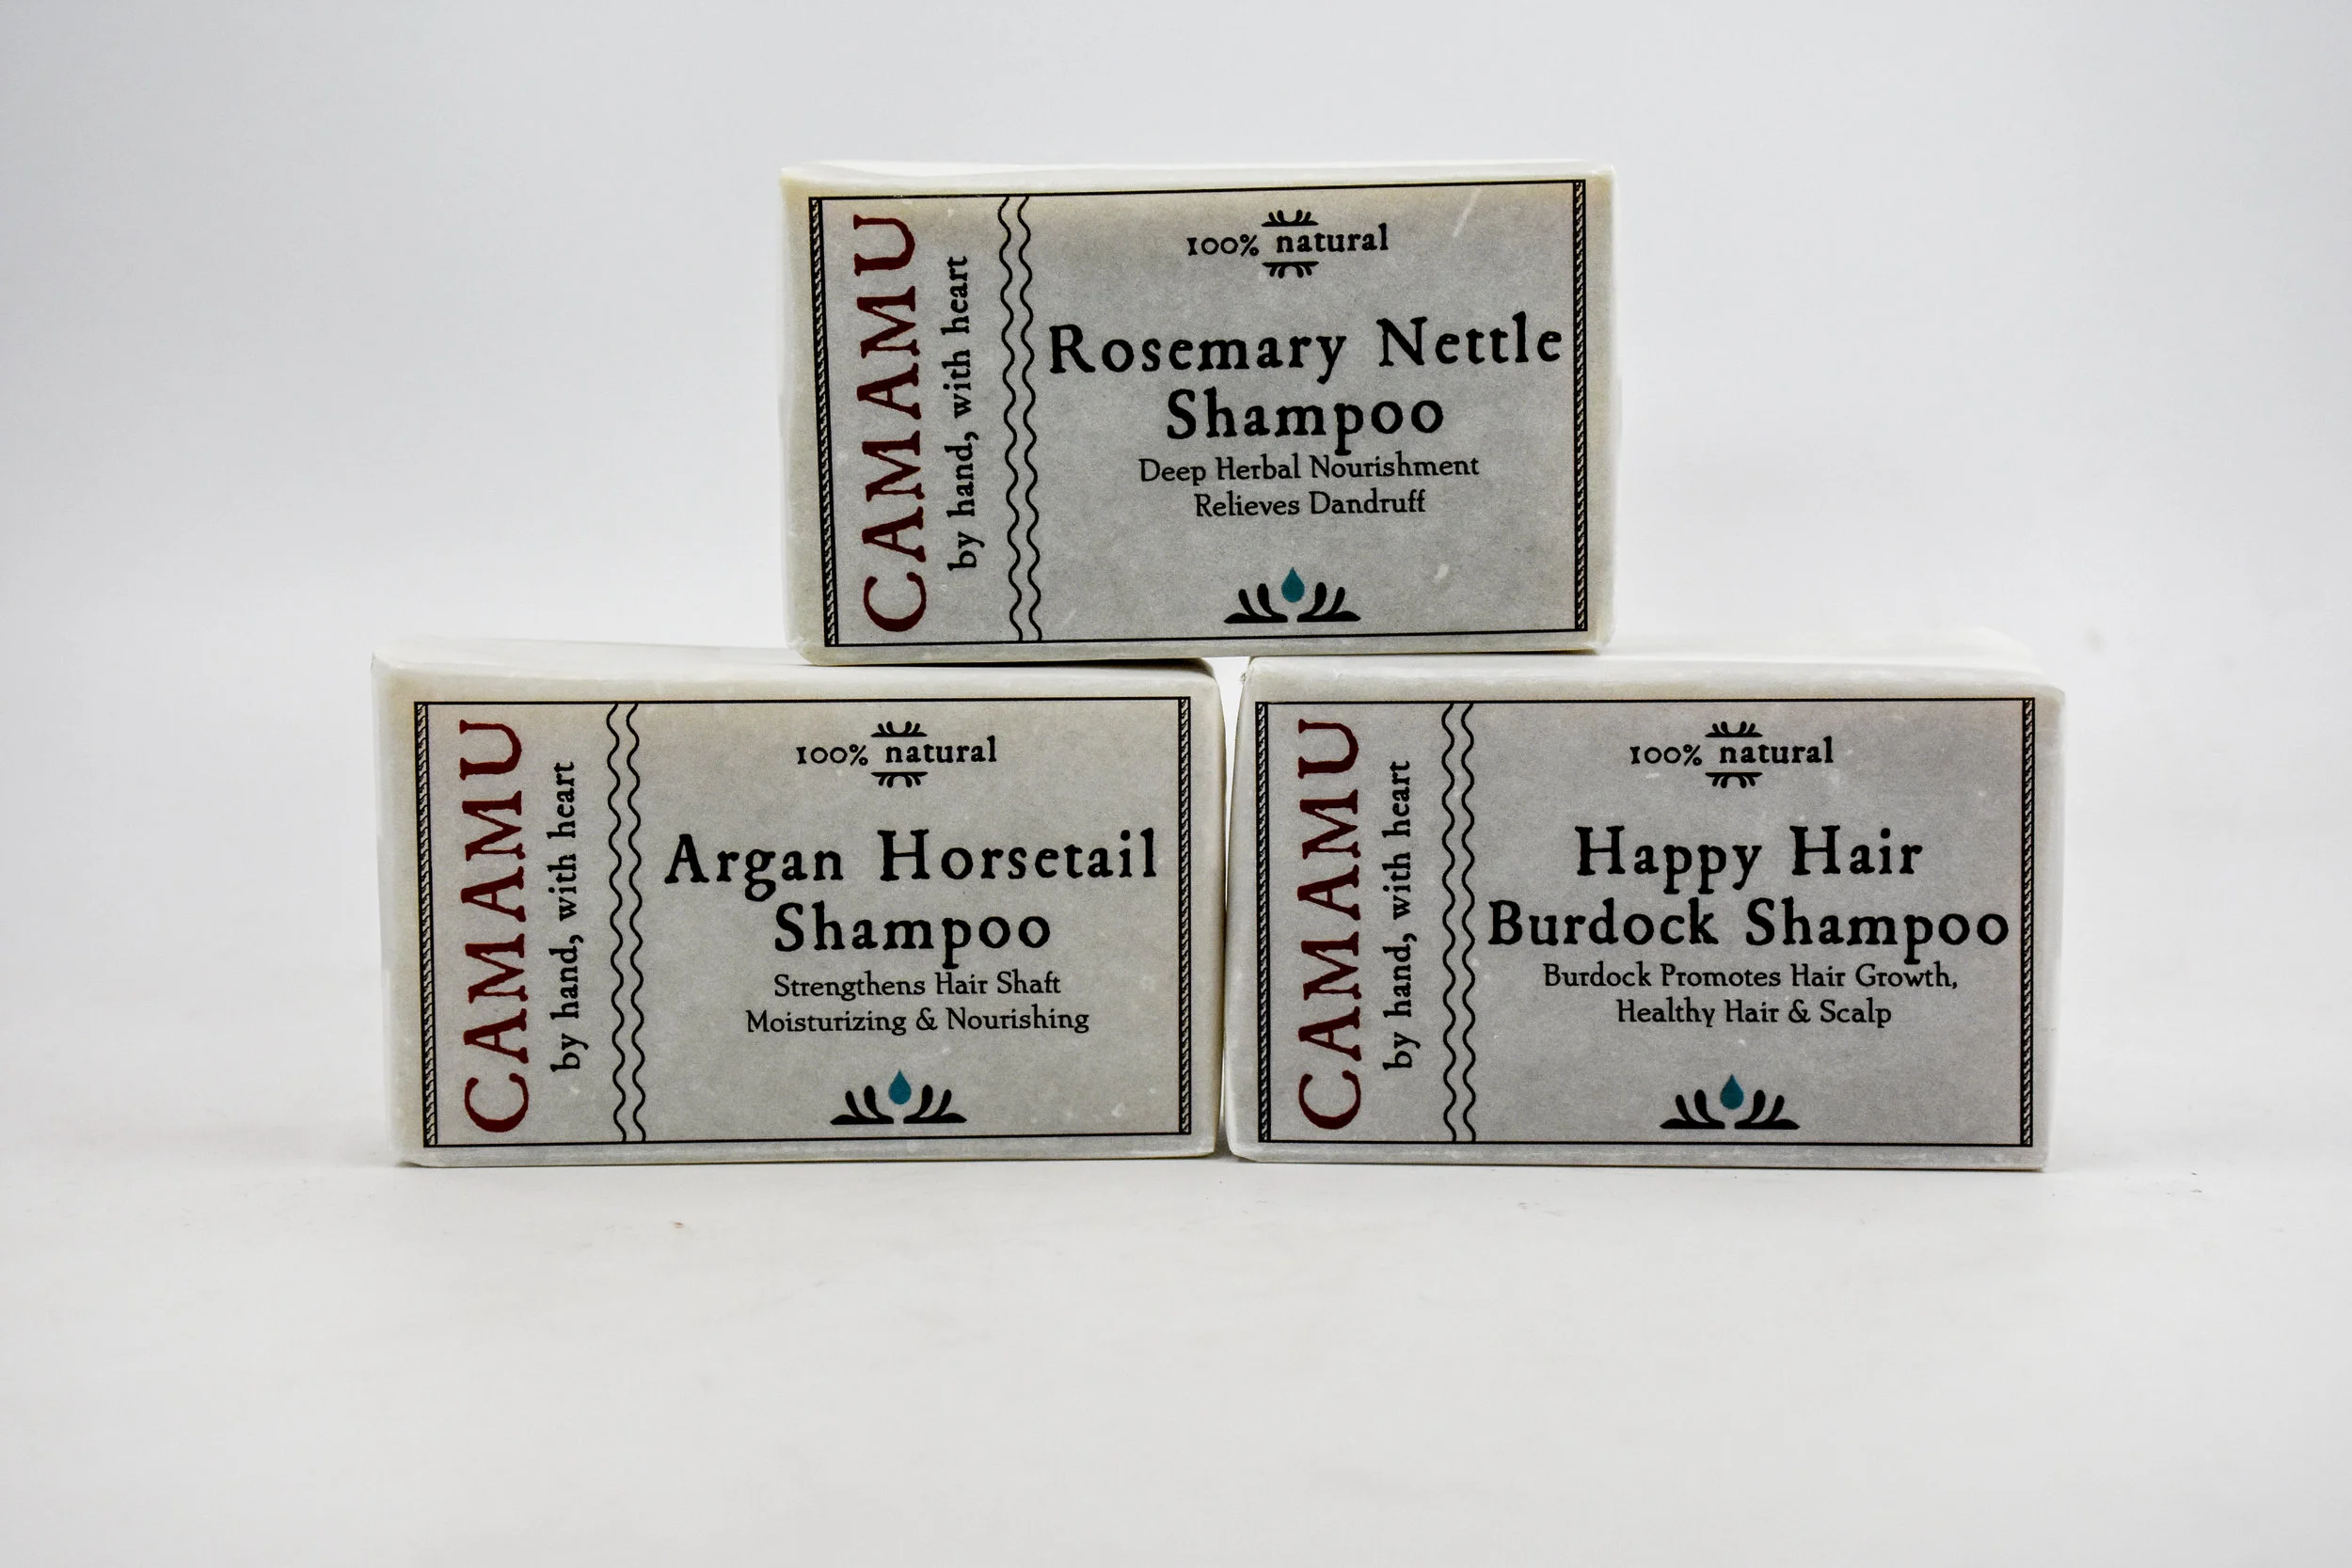 CAMAMU
by hand, with heart
100% natural
Rosemary Nettle
Shampoo
Deep Herbal Nourishment
Relieves Dandruff
CAMAMU
by hand, with heart
100% natural
Argan Horsetail
Shampoo
Strengthens Hair Shaft
Moisturizing & Nourishing
CAMAMU
by hand, with heart
100% natural
Happy Hair
Burdock Shampoo
Burdock Promotes Hair Growth,
Healthy Hair & Scalp